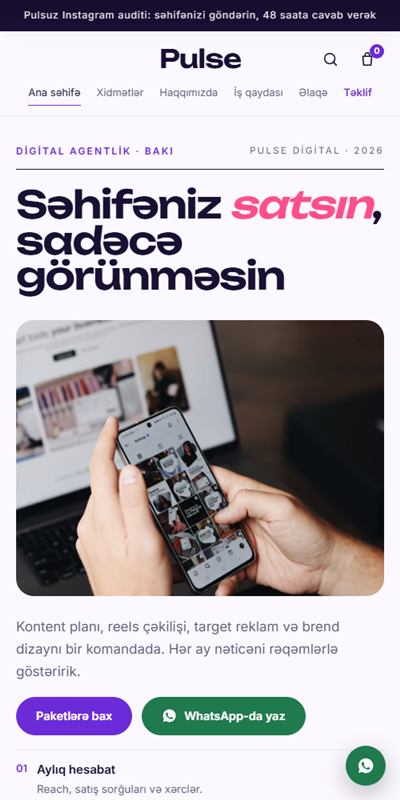 Pulsuz Instagram auditi: səhifənizi göndərin, 48 saata cavab verək
Pulse
0
Ana səhifə Xidmətlər Haqqımızda İş qaydası Əlaqə Təklif
DİGİTAL AGENTLİK · BAKI
PULSE DİGİTAL · 2026
Səhifəniz satsın,
sadəcə
görünməsin
Kontent planı, reels çəkilişi, target reklam və brend
dizaynı bir komandada. Hər ay nəticəni rəqəmlərlə
göstəririk.
Paketlərə bax
WhatsApp-da yaz
01 Aylıq hesabat
Reach, satış sorğuları və xərclər.